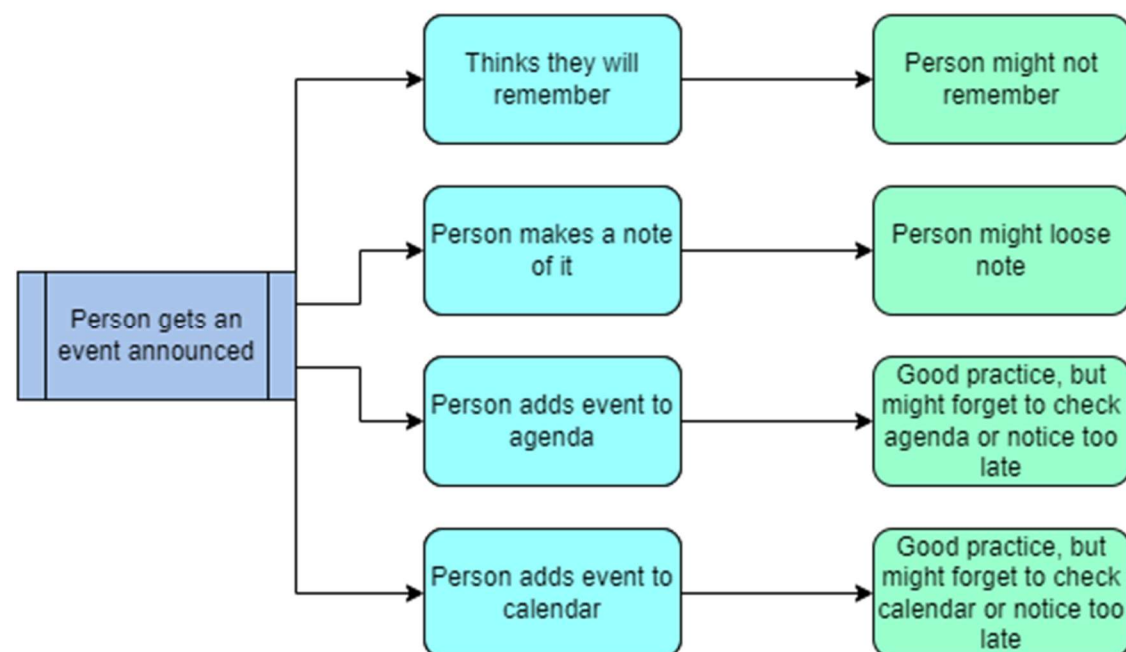 Thinks they will
remember
Person might not
remember
Person makes a note
of it
Person might loose
note
Person gets an
event announced
Person adds event to
agenda
Good practice, but
might forget to check
agenda or notice too
late
Person adds event to
calendar
Good practice, but
might forget to check
calendar or notice too
late